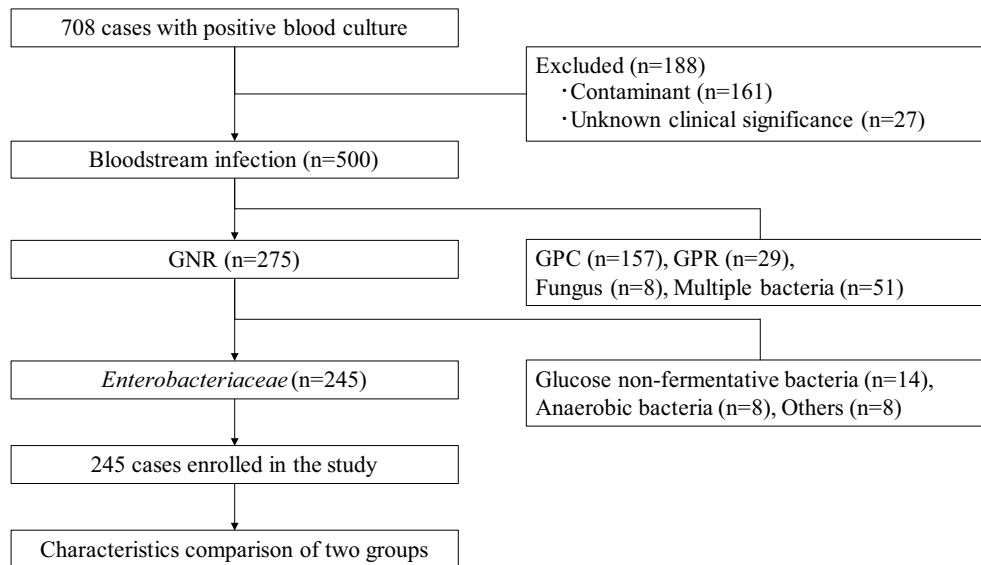 708 cases with positive blood culture
Excluded (n=188)
・Contaminant (n=161)
・Unknown clinical significance (n=27)
Bloodstream infection (n=500)
GNR (n=275)
GPC (n=157), GPR (n=29),
Fungus (n=8), Multiple bacteria (n=51)
Enterobacteriaceae (n=245)
Glucose non-fermentative bacteria (n=14),
Anaerobic bacteria (n=8), Others (n=8)
245 cases enrolled in the study
Characteristics comparison of two groups